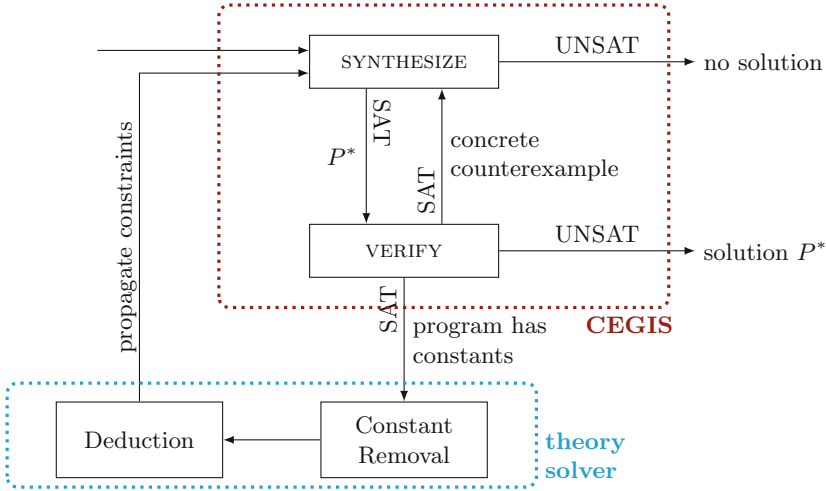 SYNTHESIZE
UNSAT
no solution
SAT
P*
SAT
concrete
counterexample
propagate constraints
VERIFY
UNSAT
solution P*
SAT
program has
constants
CEGIS
Deduction
Constant
Removal
theory
solver